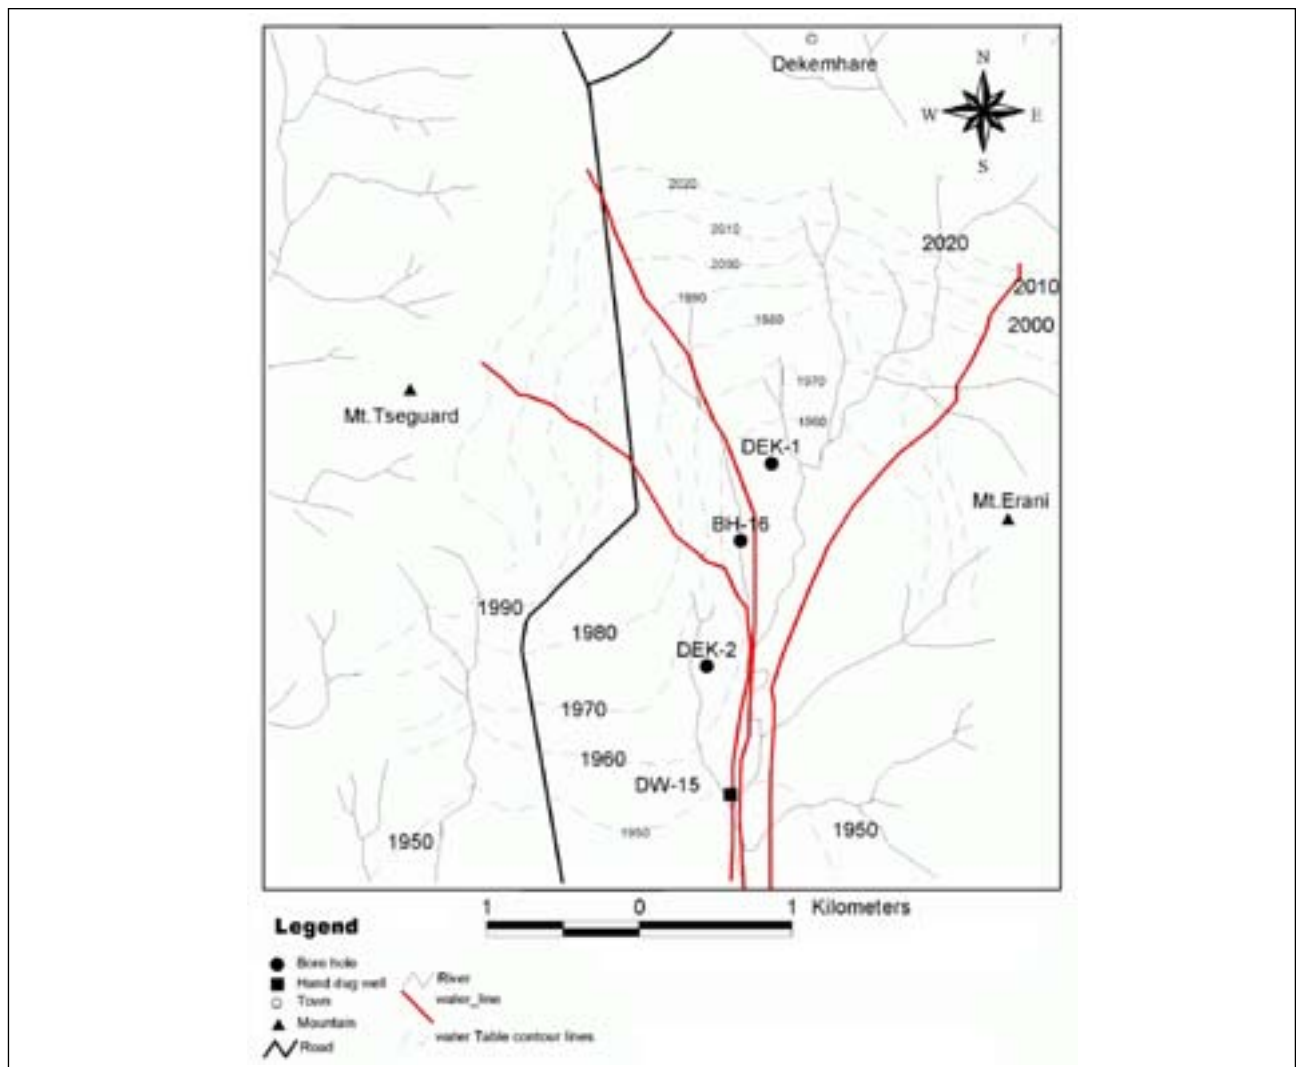 Dekemhare
N
W E
S
2020
2010
2020
2000
2010
1990
2000
1980
1970
Mt.Tseguard
1960
DEK-1
Mt.Erani
BH-16
1990
1980
DEK-2
1970
1960
DW-15
1950
1950
1950
1 0 1 Kilometers
Legend
Bore hole
Hand dug well
Town
Mountain
Road
River
water_line
water Table contour lines